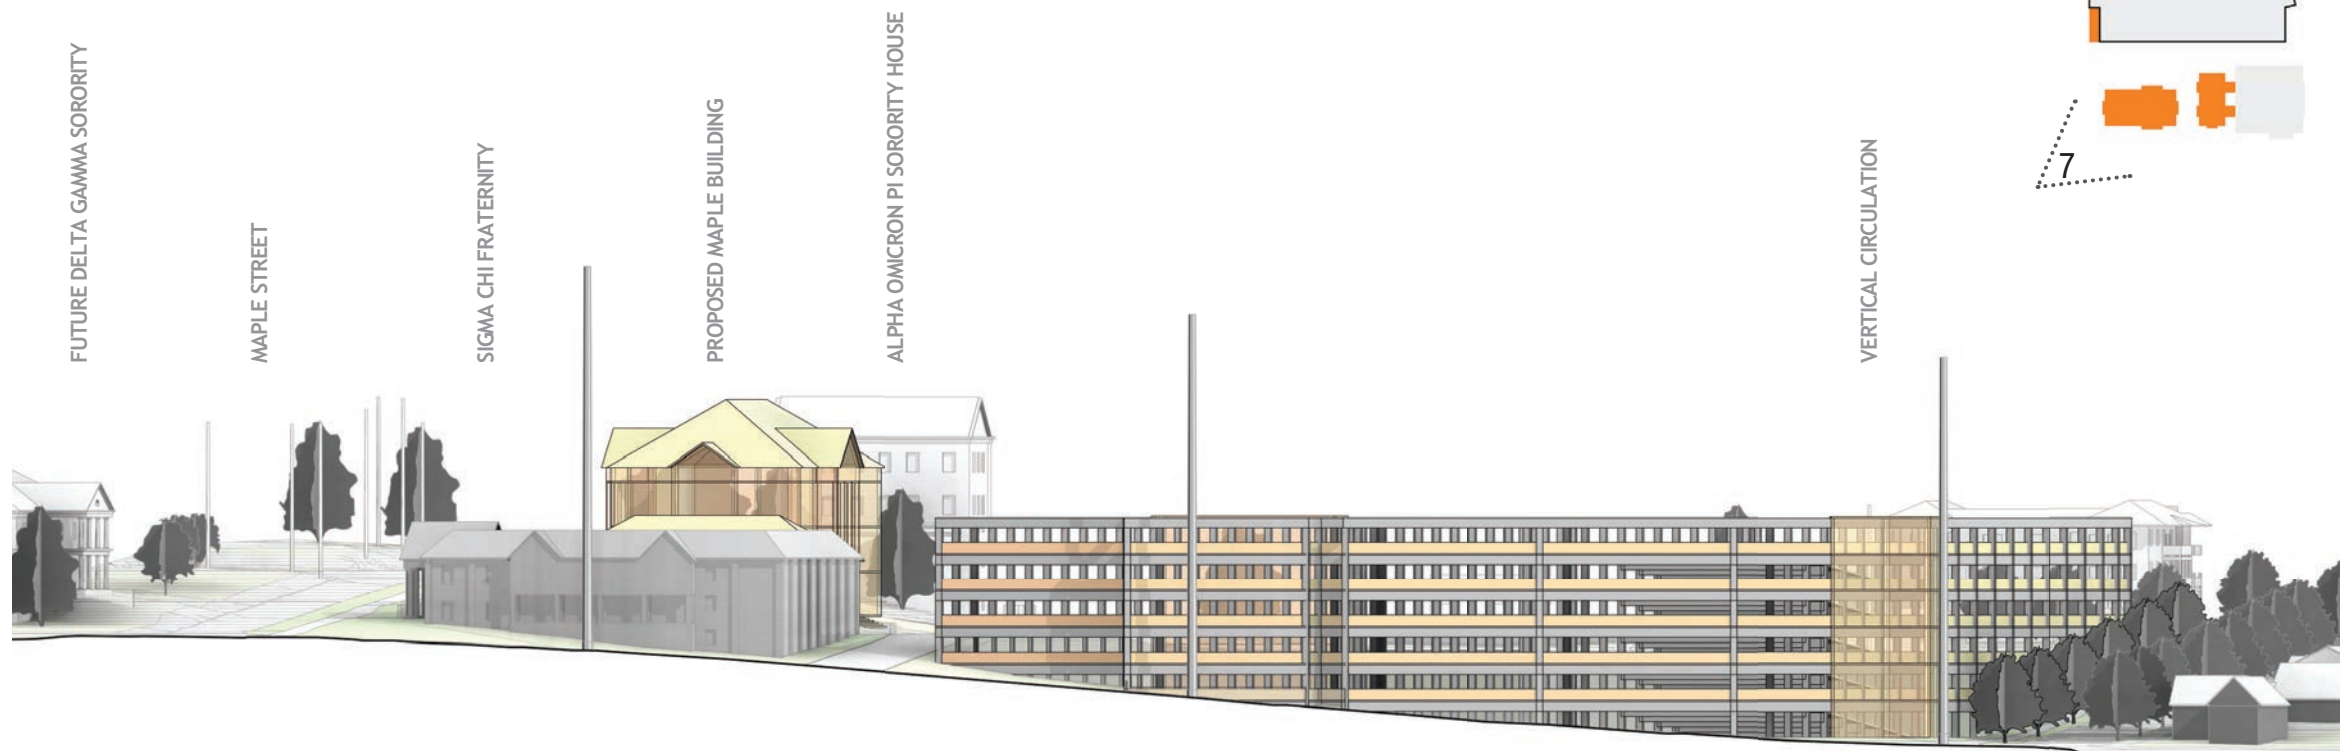 FUTURE DELTA GAMMA SORORITY
MAPLE STREET
SIGMA CHI FRATERNITY
PROPOSED MAPLE BUILDING
ALPHA OMICRON PI SORORITY HOUSE
VERTICAL CIRCULATION
7